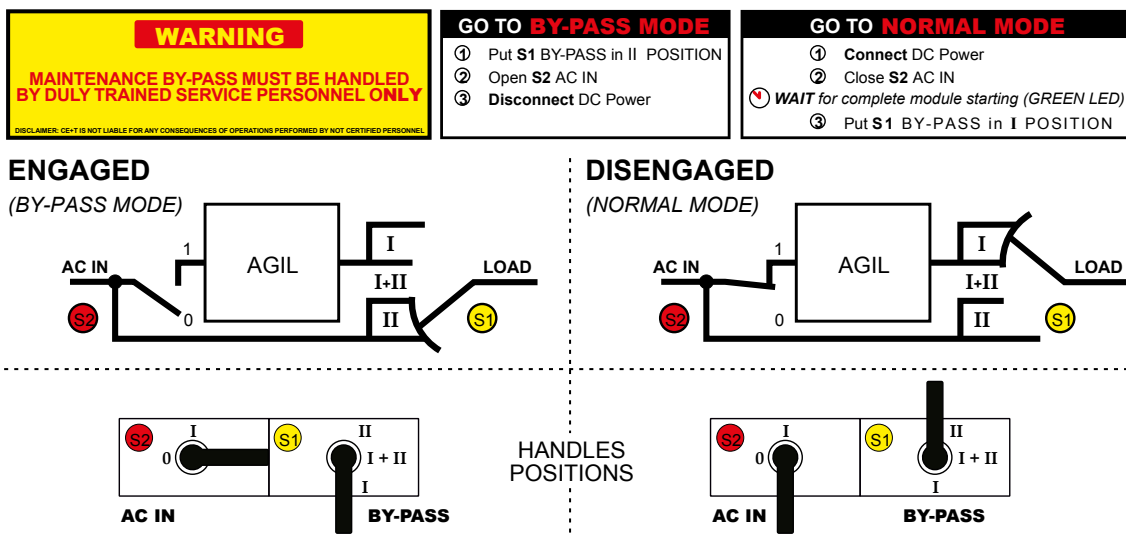 WARNING
MAINTENANCE BY-PASS MUST BE HANDLED
BY DULY TRAINED SERVICE PERSONNEL ONLY
DISCLAIMER: CE+T IS NOT LIABLE FOR ANY CONSEQUENCES OF OPERATIONS PERFORMED BY NOT CERTIFIED PERSONNEL
GO TO BY-PASS MODE
① Put S1 BY-PASS in II POSITION
② Open S2 AC IN
③ Disconnect DC Power
GO TO NORMAL MODE
① Connect DC Power
② Close S2 AC IN
WAIT for complete module starting (GREEN LED)
③ Put S1 BY-PASS in I POSITION
ENGAGED
(BY-PASS MODE)
AC IN
S2
1
0
AGIL
I
I+II
II
LOAD
S1
DISENGAGED
(NORMAL MODE)
AC IN
S2
1
0
AGIL
I
I+II
II
LOAD
S1
S2
I
0
AC IN
S1
II
I + II
I
BY-PASS
HANDLES
POSITIONS
S2
I
0
AC IN
S1
II
I + II
I
BY-PASS